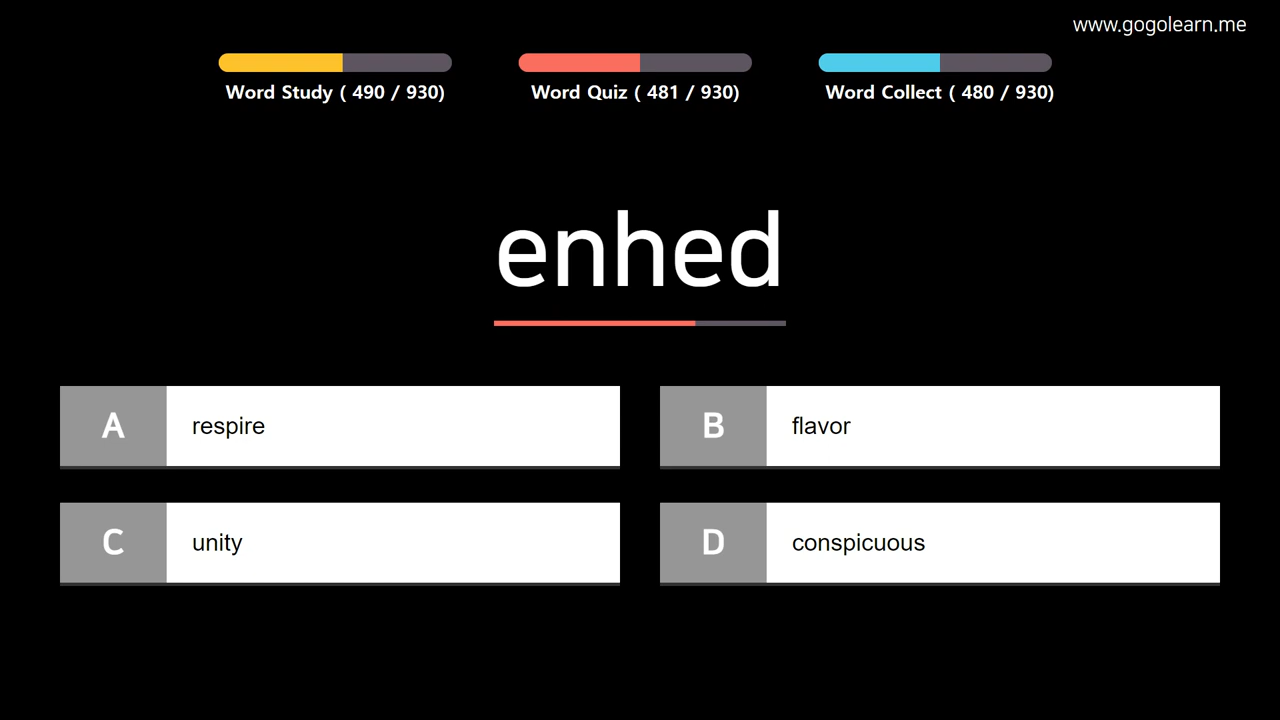 www.gogolearn.me
Word Study ( 490 / 930)
Word Quiz ( 481 / 930)
Word Collect ( 480 / 930)
enhed
A respire
B flavor
C unity
D conspicuous